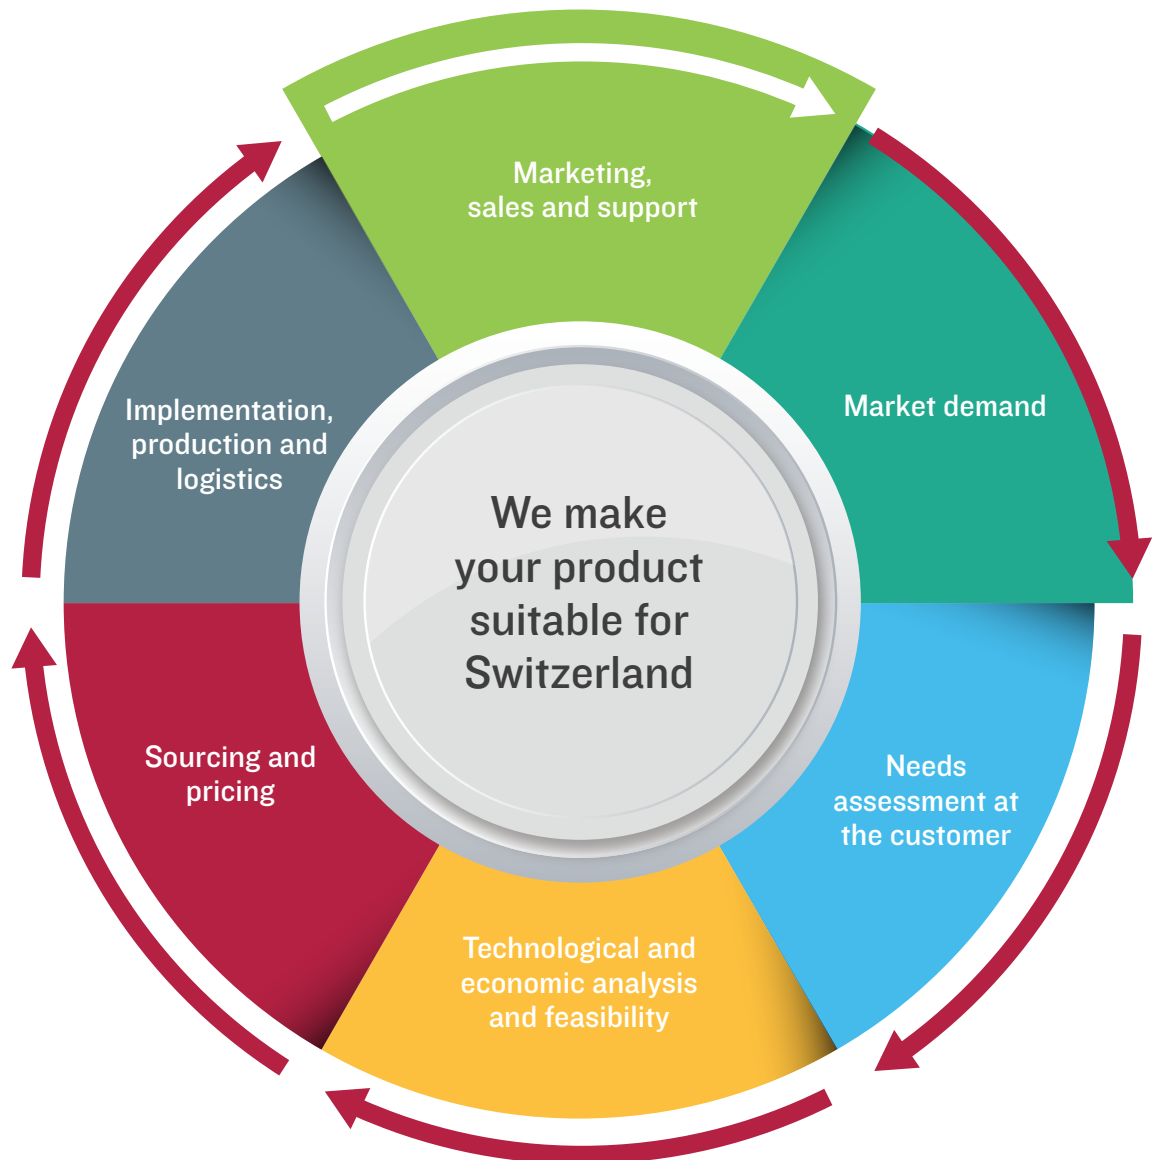 Marketing,
sales and support
Market demand
Implementation,
production and
logistics
We make
your product
suitable for
Switzerland
Sourcing and
pricing
Needs
assessment at
the customer
Technological and
economic analysis
and feasibility